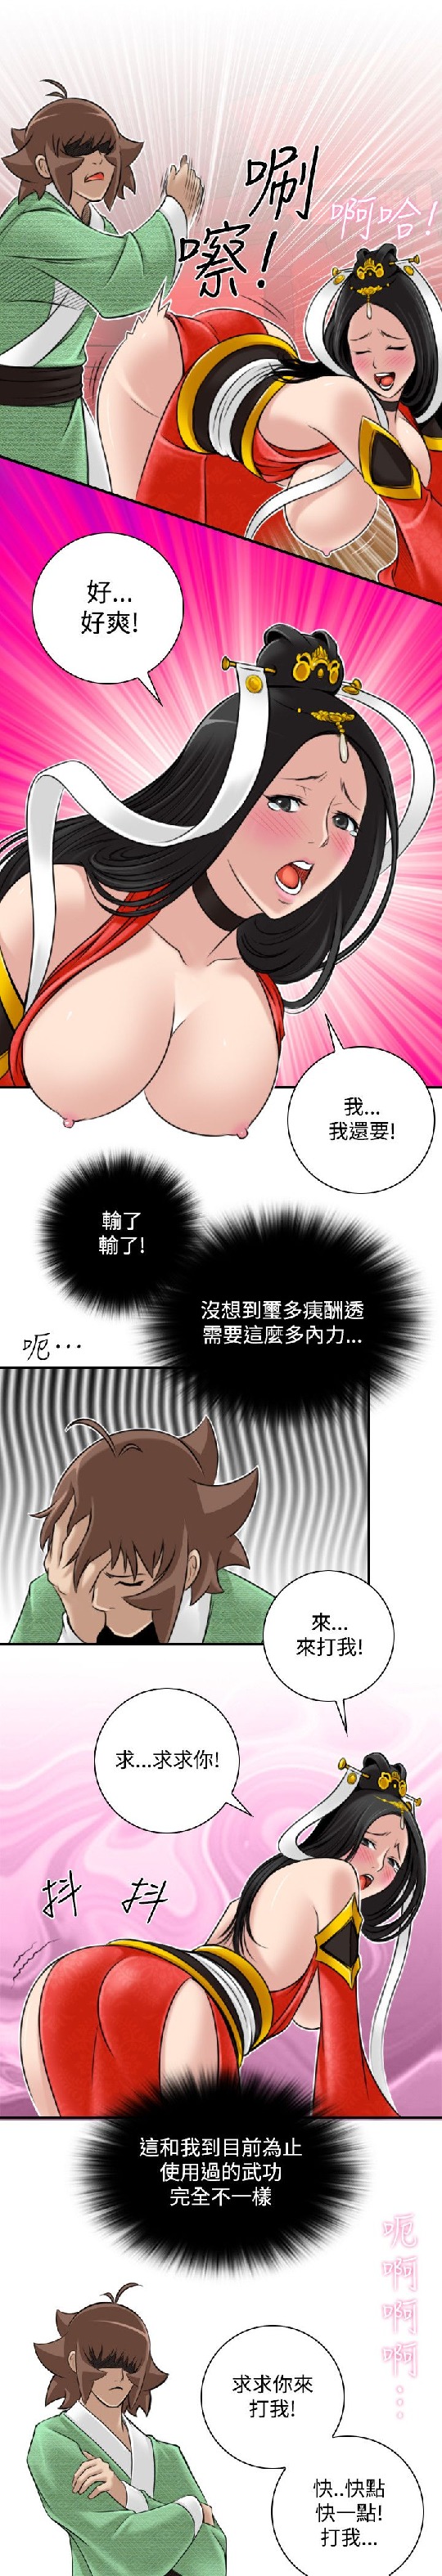 唰
嚓!
啊哈!
好...
好爽!
我...
我還要!
輸了
輸了!
沒想到璽多痍酬透
需要這麼多內力...
呃…
來...
來打我!
求...求求你!
抖 抖
這和我到目前為止
使用過的武功
完全不一樣
呃啊啊啊…
求求你來
打我!
快..快點
快一點!
打我...